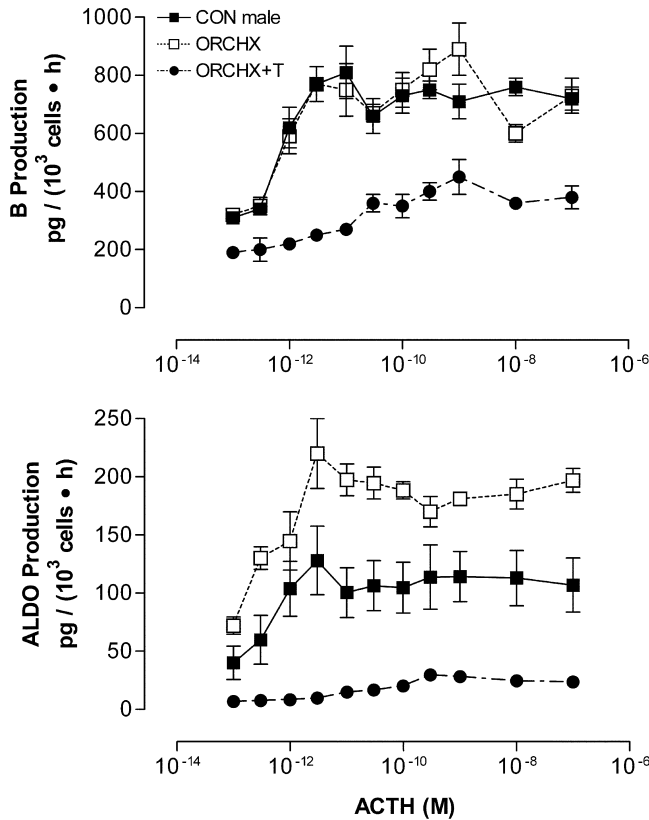 CON male
ORCHX
ORCHX+T
B Production
pg / (10³ cells • h)
1000
800
600
400
200
0
10⁻¹⁴ 10⁻¹² 10⁻¹⁰ 10⁻⁸ 10⁻⁶
ALDO Production
pg / (10³ cells • h)
250
200
150
100
50
0
10⁻¹⁴ 10⁻¹² 10⁻¹⁰ 10⁻⁸ 10⁻⁶
ACTH (M)